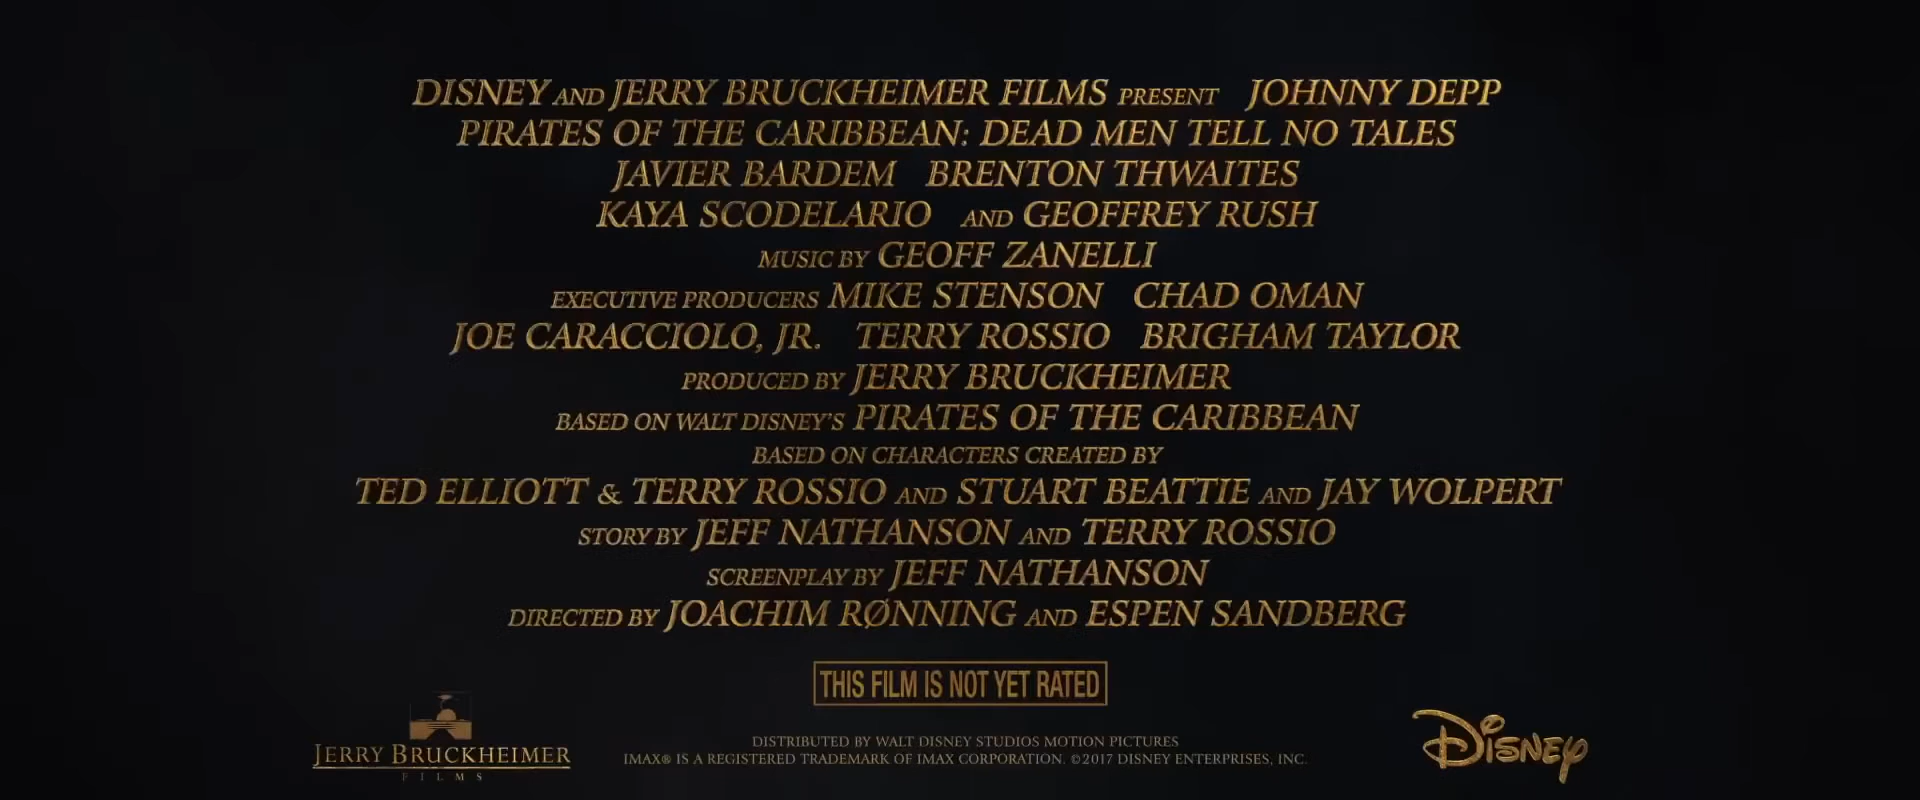 DISNEY AND JERRY BRUCKHEIMER FILMS PRESENT JOHNNY DEPP
PIRATES OF THE CARIBBEAN: DEAD MEN TELL NO TALES
JAVIER BARDEM BRENTON THWAITES
KAYA SCODELARIO AND GEOFFREY RUSH
MUSIC BY GEOFF ZANELLI
EXECUTIVE PRODUCERS MIKE STENSON CHAD OMAN
JOE CARACCIOLO, JR. TERRY ROSSIO BRIGHAM TAYLOR
PRODUCED BY JERRY BRUCKHEIMER
BASED ON WALT DISNEY'S PIRATES OF THE CARIBBEAN
BASED ON CHARACTERS CREATED BY
TED ELLIOTT & TERRY ROSSIO AND STUART BEATTIE AND JAY WOLPERT
STORY BY JEFF NATHANSON AND TERRY ROSSIO
SCREENPLAY BY JEFF NATHANSON
DIRECTED BY JOACHIM RØNNING AND ESPEN SANDBERG
THIS FILM IS NOT YET RATED
JERRY BRUCKHEIMER
FILMS
DISTRIBUTED BY WALT DISNEY STUDIOS MOTION PICTURES
IMAX® IS A REGISTERED TRADEMARK OF IMAX CORPORATION. ©2017 DISNEY ENTERPRISES, INC.
DISNEY